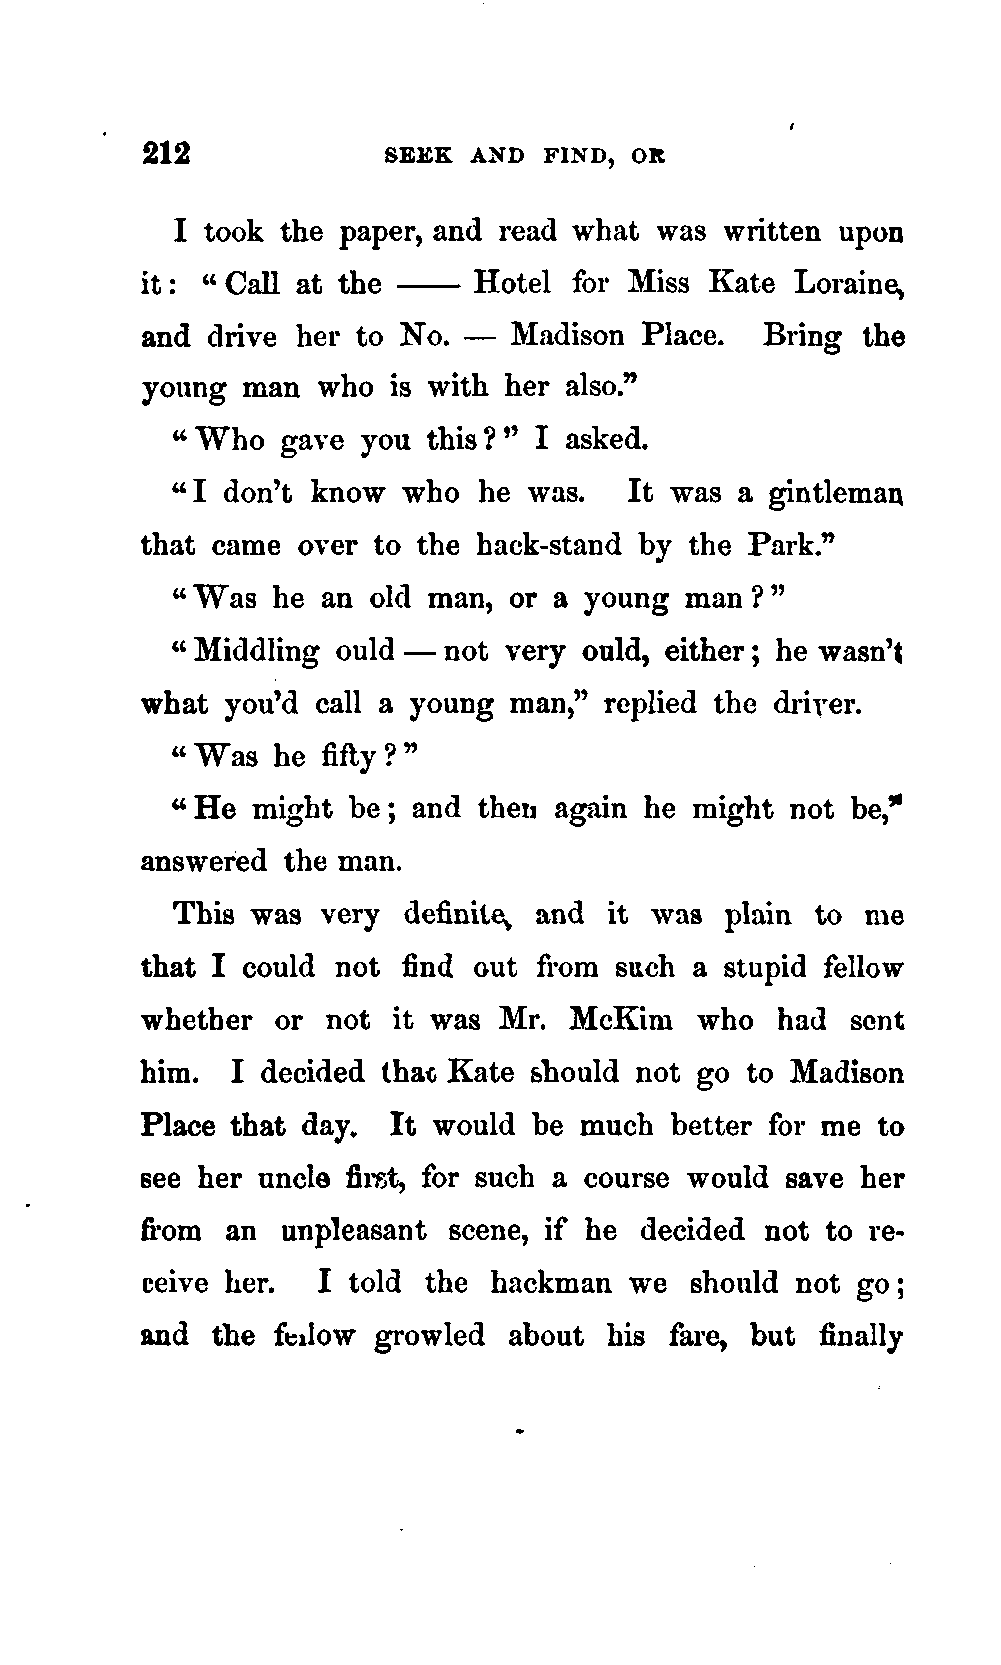 212 SEEK AND FIND, OR
I took the paper, and read what was written upon
it: “Call at the —— Hotel for Miss Kate Loraine,
and drive her to No. — Madison Place. Bring the
young man who is with her also.”
“Who gave you this?” I asked.
“I don’t know who he was. It was a gintleman
that came over to the hack-stand by the Park.”
“Was he an old man, or a young man?”
“Middling ould — not very ould, either; he wasn’t
what you’d call a young man,” replied the driver.
“Was he fifty?”
“He might be; and then again he might not be,”
answered the man.
This was very definite, and it was plain to me
that I could not find out from such a stupid fellow
whether or not it was Mr. McKim who had sent
him. I decided that Kate should not go to Madison
Place that day. It would be much better for me to
see her uncle first, for such a course would save her
from an unpleasant scene, if he decided not to re-
ceive her. I told the hackman we should not go;
and the fellow growled about his fare, but finally